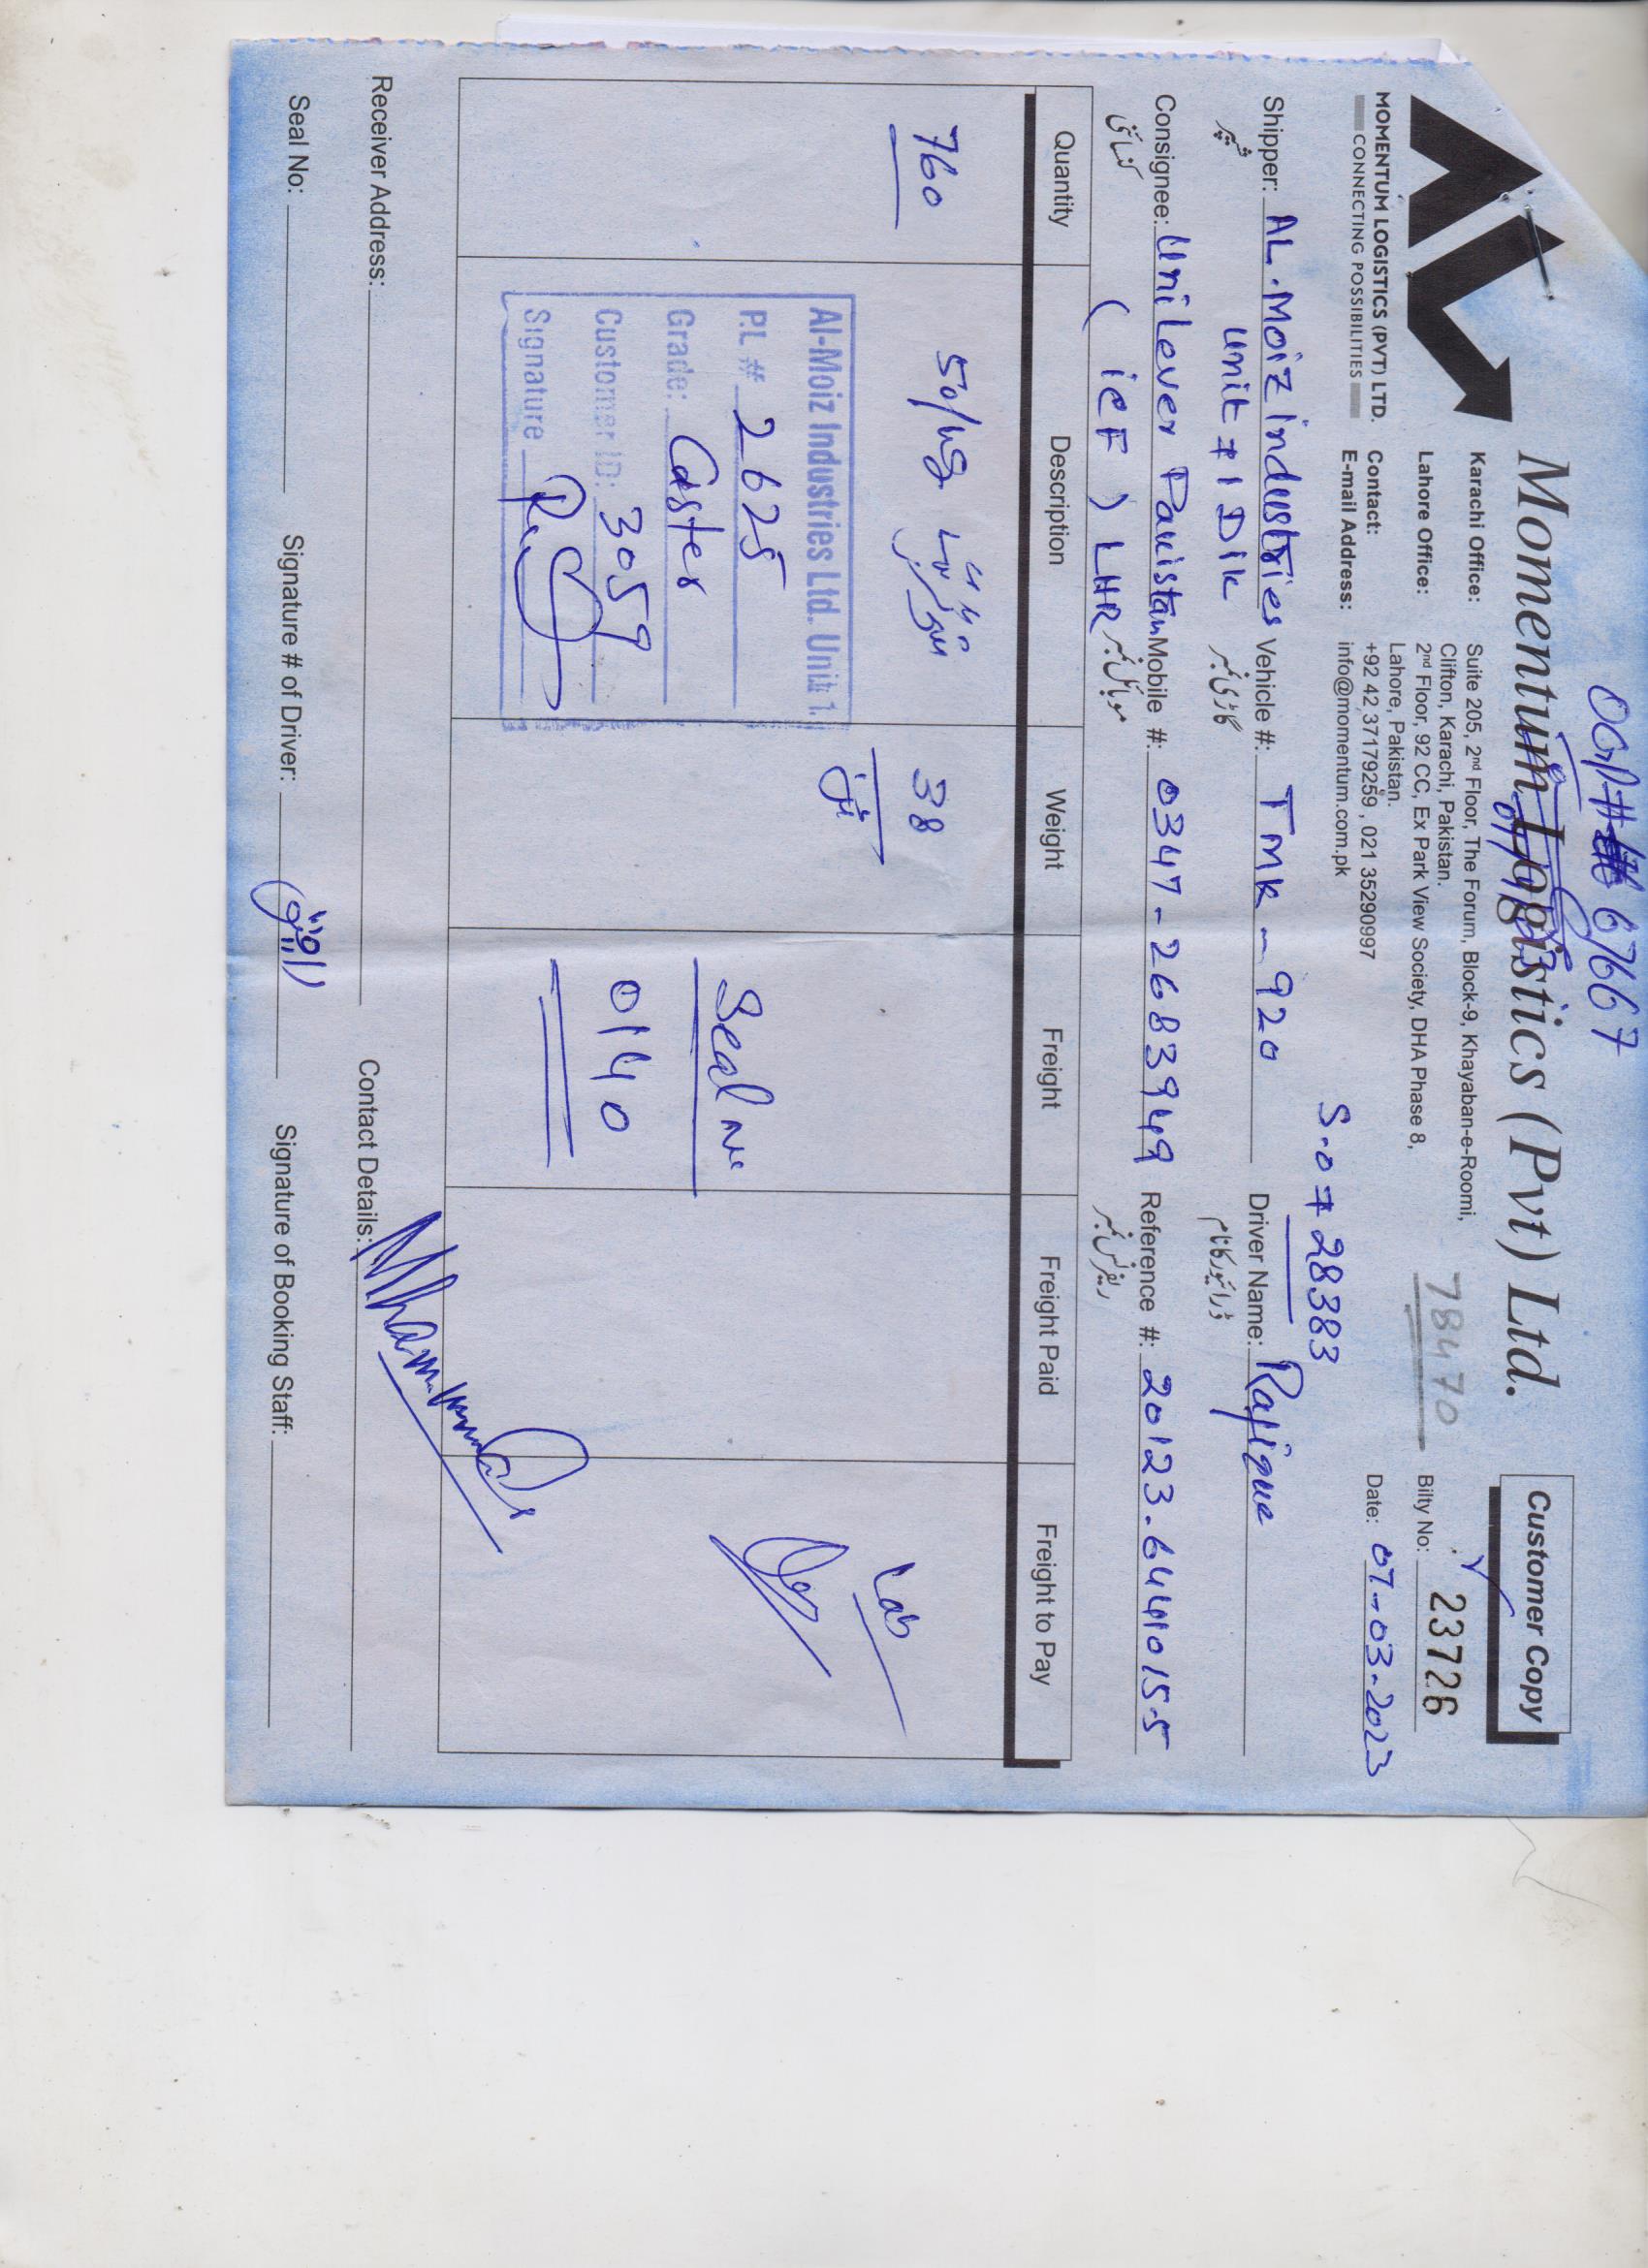 OGP# 6767
Momentum Logistics (Pvt) Ltd.
Customer Copy
MOMENTUM LOGISTICS (PVT) LTD.
CONNECTING POSSIBILITIES
Karachi Office: Suite 205, 2nd Floor, The Forum, Block-9, Khayaban-e-Roomi,
Clifton, Karachi, Pakistan.
Lahore Office: 2nd Floor, 92 CC, Ex Park View Society, DHA Phase 8,
Lahore, Pakistan.
Contact: +92 42 37179259 , 021 35290997
E-mail Address: info@momentum.com.pk
78470
Bilty No: 23726
Date: 07-03-2023
S.O # 28383
Shipper: AL.Moiz Industries Vehicle #: TMK-920 Driver Name: Rafique
شپر گاڑی نمبر ڈرائیور کا نام
Unit #1 DIK
Consignee: UniLever Pakistan Mobile #: 0347-2683949 Reference #: 20123.6440155
کنسائنی موبائل نمبر ریفرنس نمبر
(icF) LHR
Quantity Description Weight Freight Freight Paid Freight to Pay
760 50/kg 38
ٹن
Al-Moiz Industries Ltd. Unit 1.
P.L # 2625
Grade: Caster
Customer ID: 3059
Signature
Seal No
0140
Receiver Address: Contact Details:
Seal No: Signature # of Driver: Signature of Booking Staff: